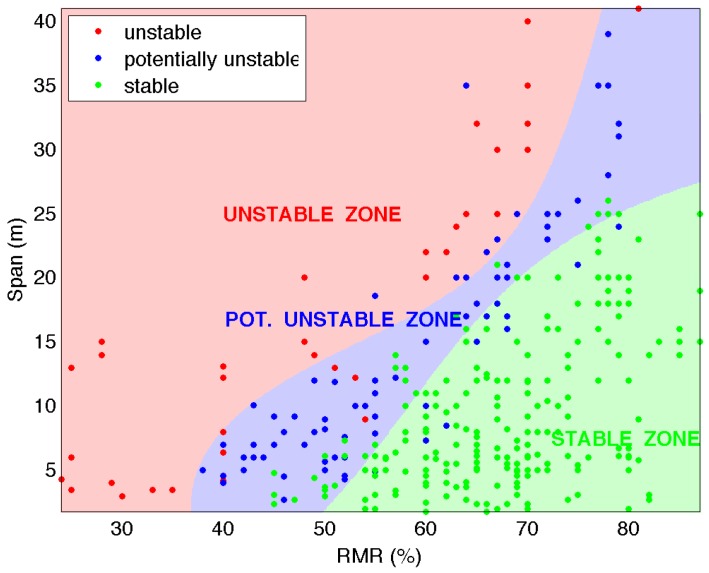 40
35
30
25
20
15
10
5
Span (m)
unstable
potentially unstable
stable
UNSTABLE ZONE
POT. UNSTABLE ZONE
STABLE ZONE
30 40 50 60 70 80
RMR (%)